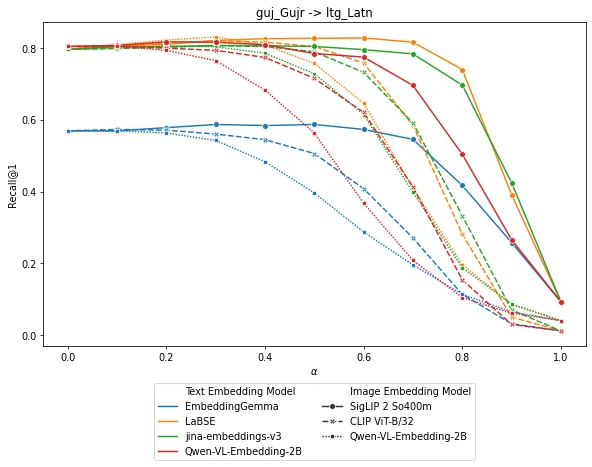 guj_Gujr -> ltg_Latn
Recall@1
0.8
0.6
0.4
0.2
0.0
0.0 0.2 0.4 0.6 0.8 1.0
α
Text Embedding Model
EmbeddingGemma
LaBSE
jina-embeddings-v3
Qwen-VL-Embedding-2B
Image Embedding Model
SigLIP 2 So400m
CLIP ViT-B/32
Qwen-VL-Embedding-2B